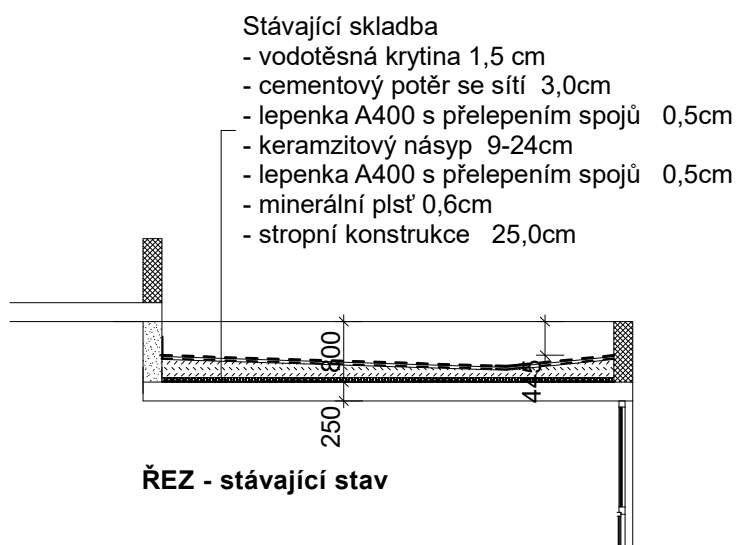 Stávající skladba
- vodotěsná krytina 1,5 cm
- cementový potěr se sítí  3,0cm
- lepenka A400 s přelepením spojů   0,5cm
- keramzitový násyp  9-24cm
- lepenka A400 s přelepením spojů   0,5cm
- minerální plsť 0,6cm
- stropní konstrukce   25,0cm
800
445
250
ŘEZ - stávající stav